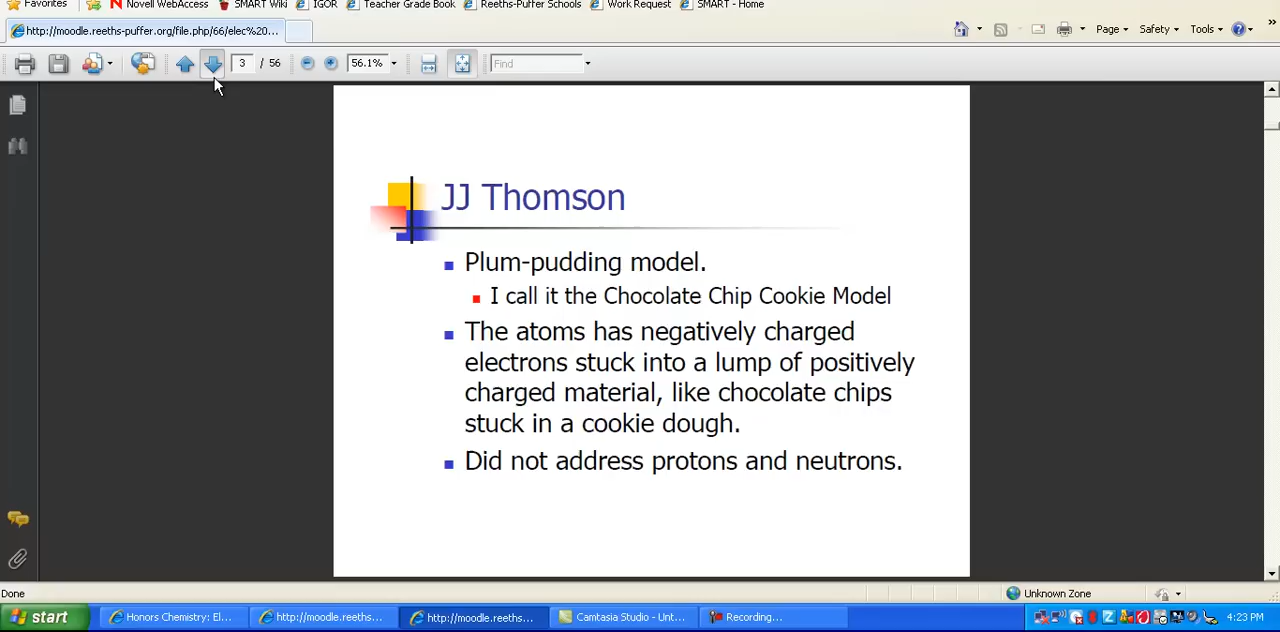 Favorites Novell WebAccess SMART Wiki IGOR Teacher Grade Book Reeths-Puffer Schools Work Request SMART - Home »
http://moodle.reeths-puffer.org/file.php/66/elec%20... Page Safety Tools »
3 / 56 56.1% Find
JJ Thomson
Plum-pudding model.
I call it the Chocolate Chip Cookie Model
The atoms has negatively charged
electrons stuck into a lump of positively
charged material, like chocolate chips
stuck in a cookie dough.
Did not address protons and neutrons.
Done Unknown Zone
start Honors Chemistry: El... http://moodle.reeths... http://moodle.reeths... Camtasia Studio - Unt... Recording... 4:23 PM